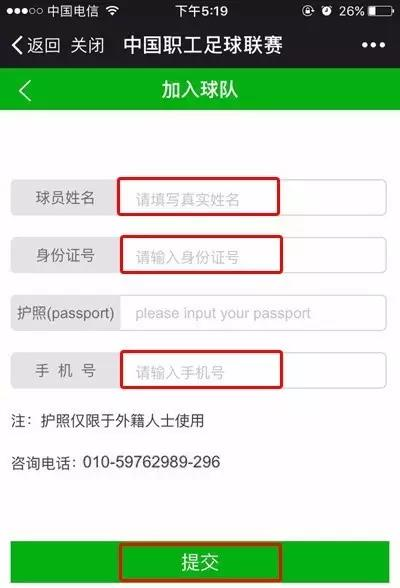 中国电信 下午5:19 26%
返回 关闭 中国职工足球联赛
加入球队
球员姓名 请填写真实姓名
身份证号 请输入身份证号
护照(passport) please input your passport
手 机 号 请输入手机号
注：护照仅限于外籍人士使用
咨询电话：010-59762989-296
提交